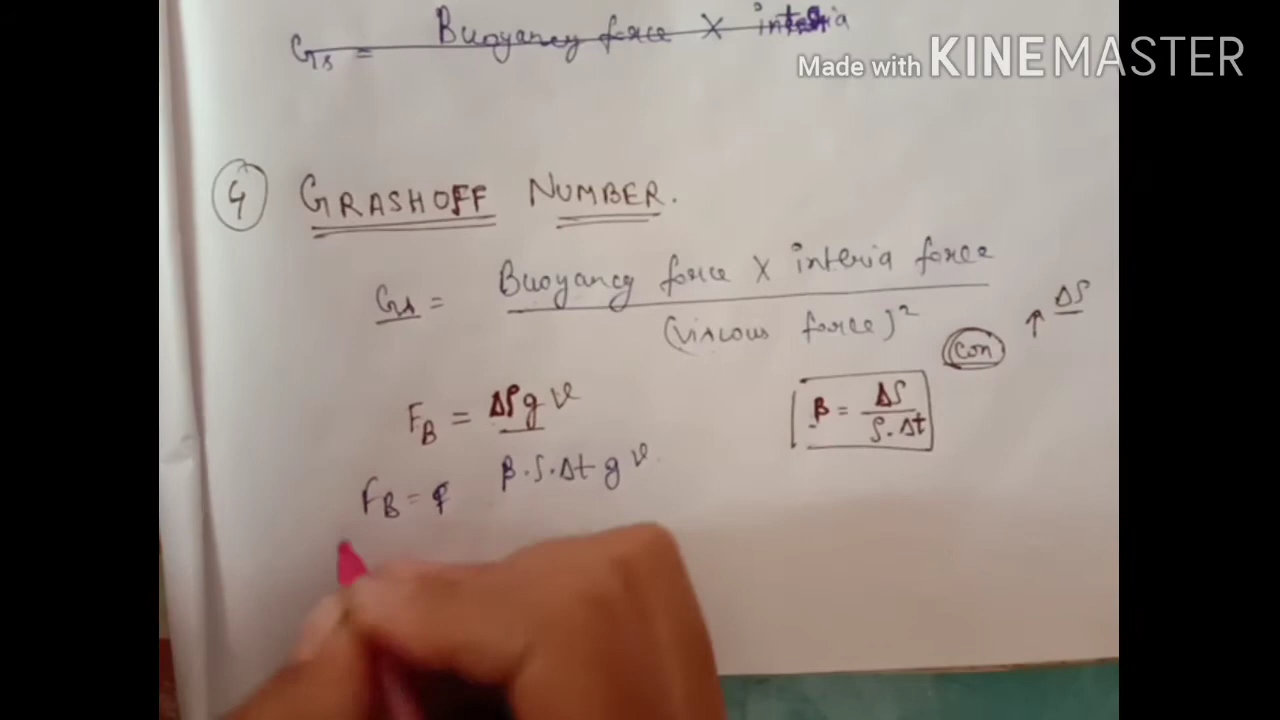 Gr = Buoyancy force X interia
Made with KINEMASTER
4 GRASHOFF NUMBER.
Gr = Buoyancy force X interia force
(viscous force)²
con ↑ Δρ
F_B = Δρ g v
β = Δρ / ρ.Δt
F_B = β.ρ.Δt g v